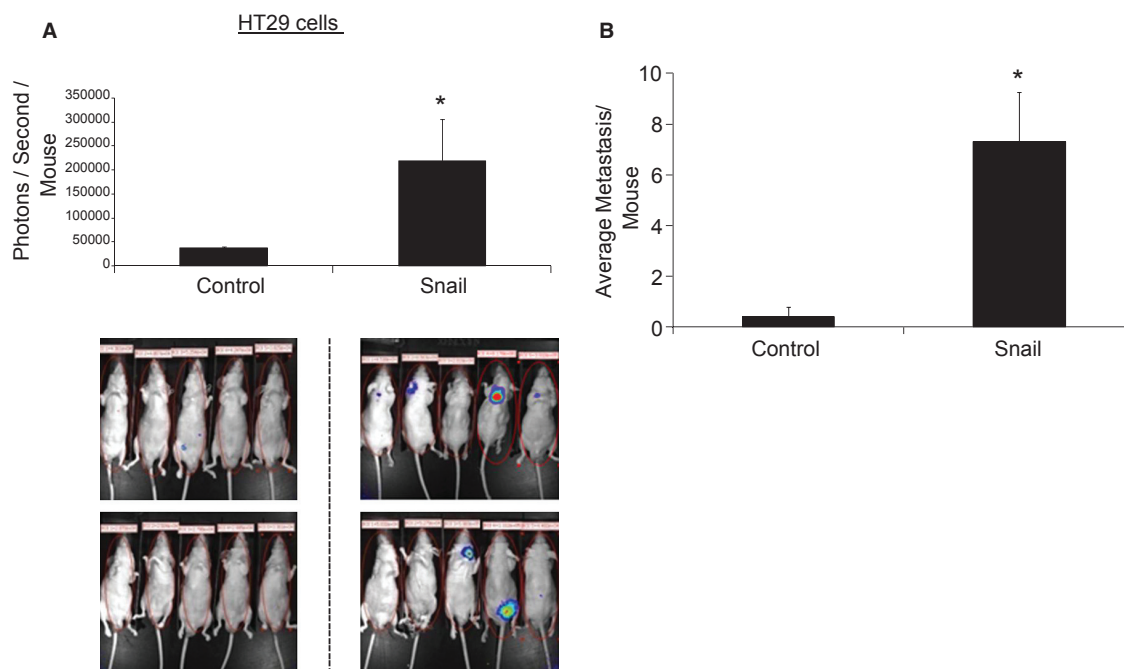 A
HT29 cells
Photons / Second /
Mouse
350000
300000
250000
200000
150000
100000
50000
0
*
Control
Snail
B
Average Metastasis/
Mouse
10
8
6
4
2
0
*
Control
Snail